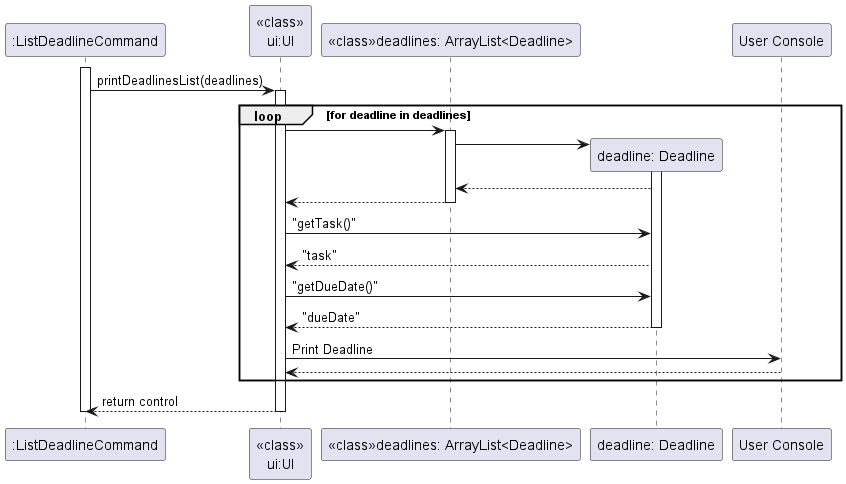 «class»
:ListDeadlineCommand
ui:UI
«class»deadlines: ArrayList<Deadline>
User Console
printDeadlinesList(deadlines)
loop
[for deadline in deadlines]
deadline: Deadline
"getTask()"
"task"
"getDueDate()"
"dueDate"
Print Deadline
return control
:ListDeadlineCommand
«class»
ui:UI
«class»deadlines: ArrayList<Deadline>
deadline: Deadline
User Console